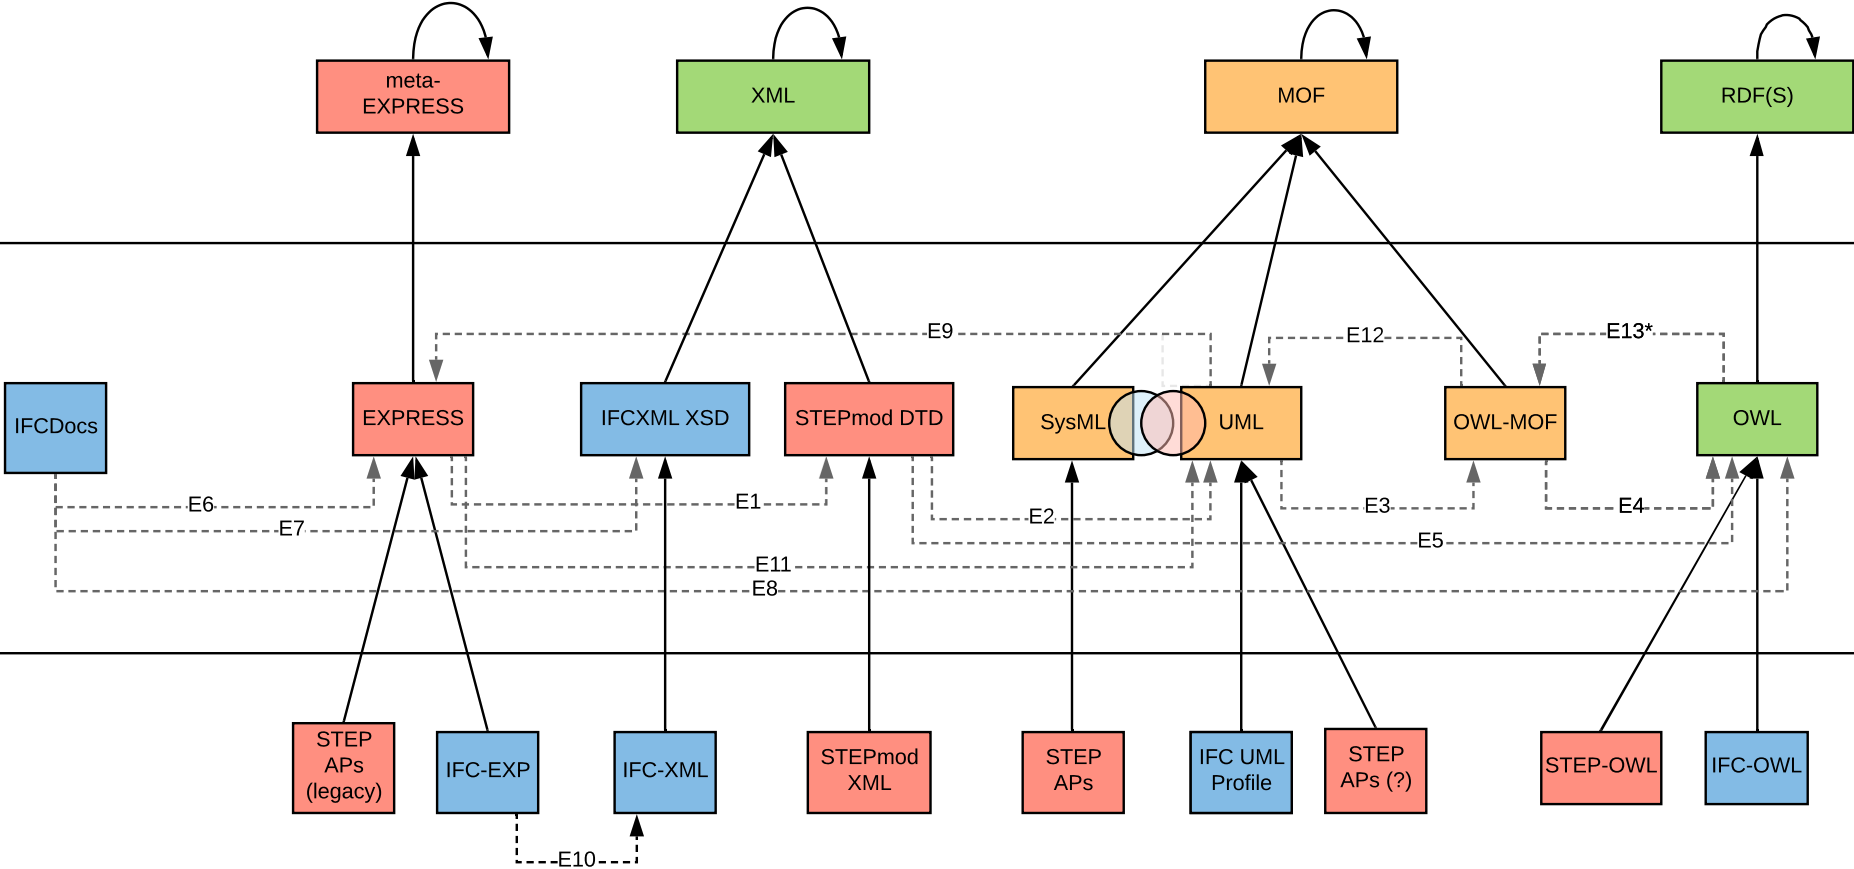 meta-
EXPRESS
XML
MOF
RDF(S)
E9
E12
E13*
IFCDocs
EXPRESS
IFCXML XSD
STEPmod DTD
SysML
UML
OWL-MOF
OWL
E6
E1
E3
E4
E7
E2
E5
E11
E8
STEP
APs
(legacy)
IFC-EXP
IFC-XML
STEPmod
XML
STEP
APs
IFC UML
Profile
STEP
APs (?)
STEP-OWL
IFC-OWL
E10